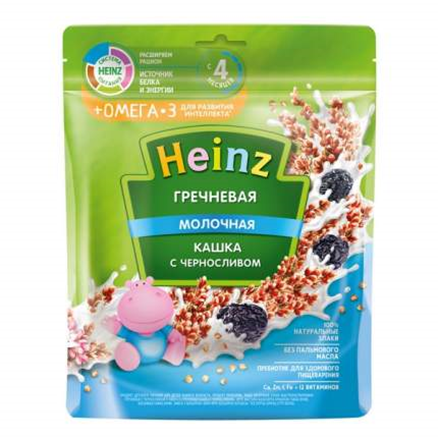 СИСТЕМА
HEINZ
ПИТАНИЯ
РАСШИРЯЕМ
РАЦИОН
ИСТОЧНИК
БЕЛКА
И ЭНЕРГИИ
С 4 МЕСЯЦЕВ
+ОМЕГА·3 ДЛЯ РАЗВИТИЯ
ИНТЕЛЛЕКТА*
Heinz
ГРЕЧНЕВАЯ
МОЛОЧНАЯ
КАШКА
С ЧЕРНОСЛИВОМ
100%
НАТУРАЛЬНЫЕ
ЗЛАКИ
БЕЗ ПАЛЬМОВОГО
МАСЛА
ПРЕБИОТИК ДЛЯ ЗДОРОВОГО
ПИЩЕВАРЕНИЯ
Ca, Zn, I, Fe + 12 ВИТАМИНОВ